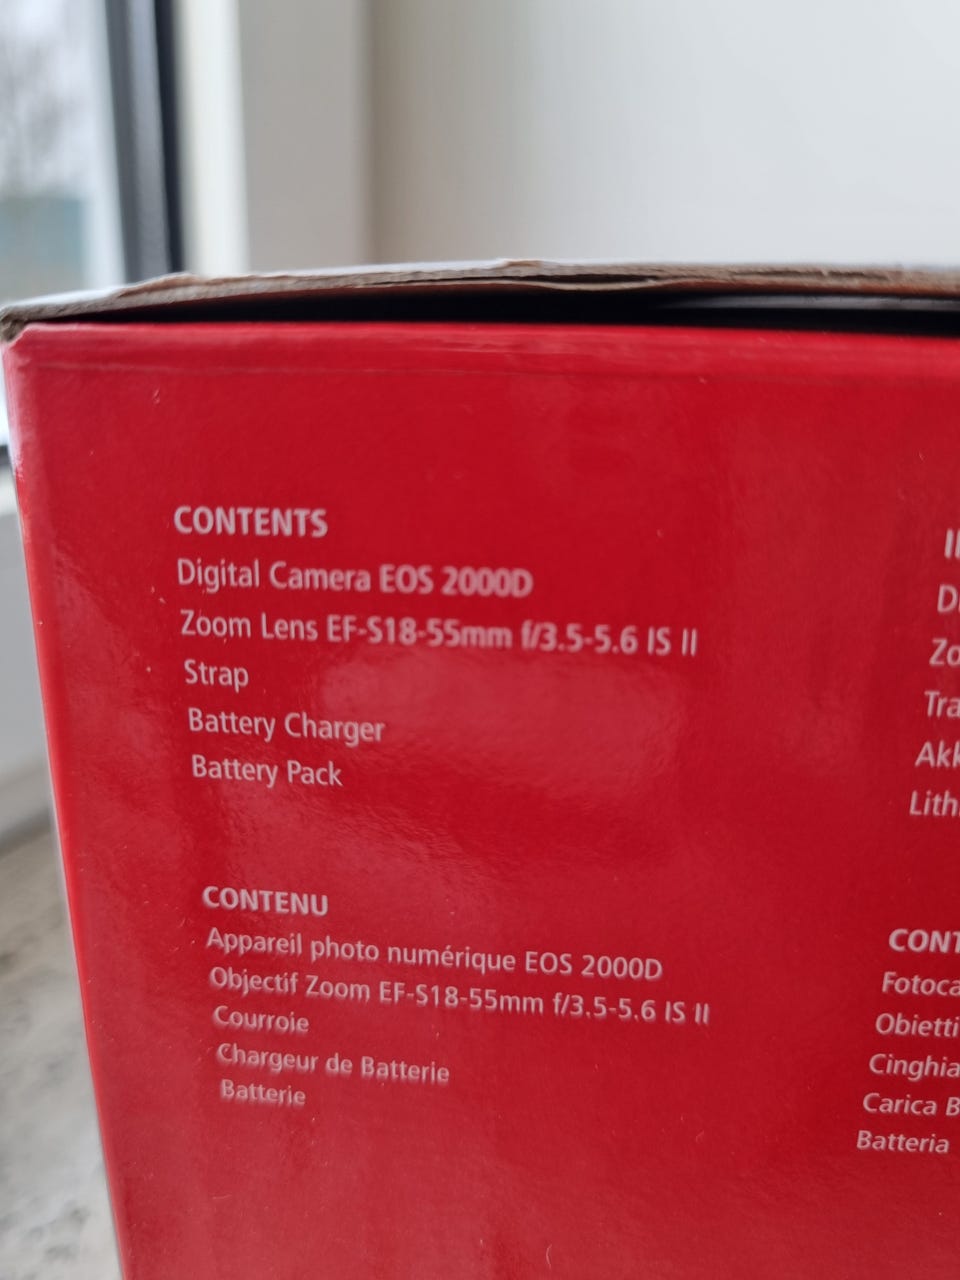 CONTENTS
Digital Camera EOS 2000D
Zoom Lens EF-S18-55mm f/3.5-5.6 IS II
Strap
Battery Charger
Battery Pack
CONTENU
Appareil photo numérique EOS 2000D
Objectif Zoom EF-S18-55mm f/3.5-5.6 IS II
Courroie
Chargeur de Batterie
Batterie
Carica B
Batteria